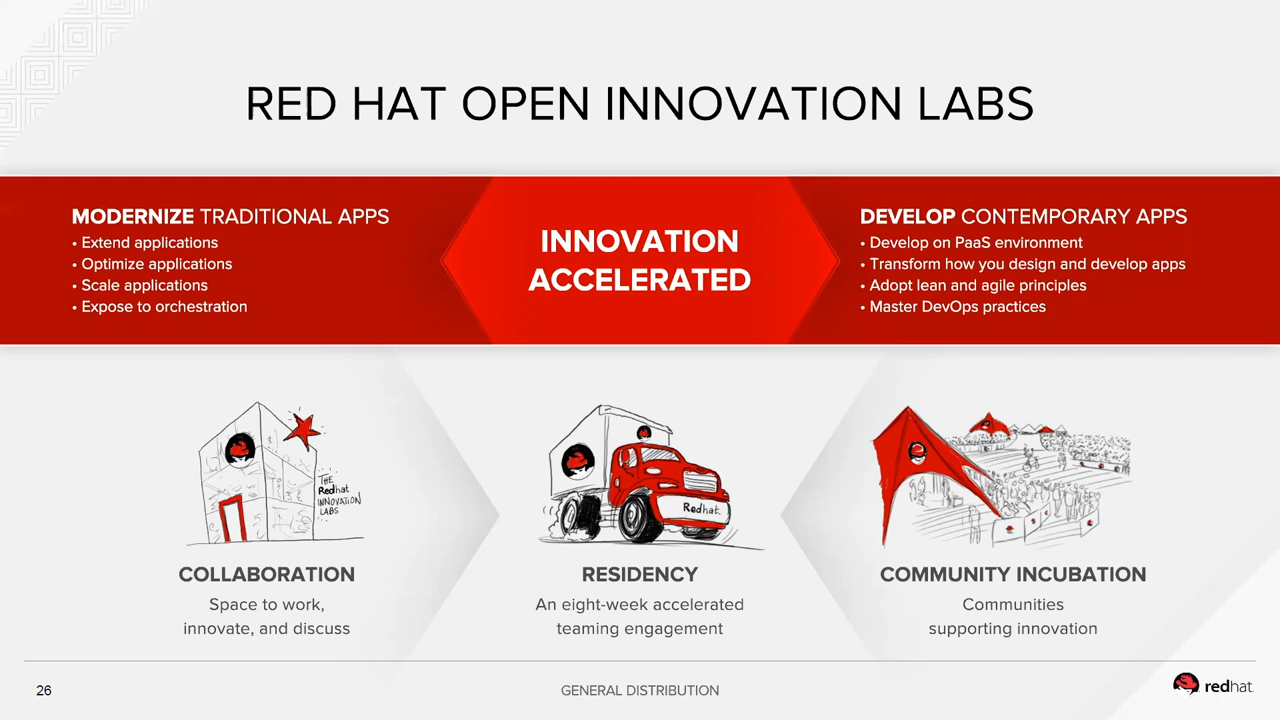 RED HAT OPEN INNOVATION LABS
MODERNIZE TRADITIONAL APPS
• Extend applications
• Optimize applications
• Scale applications
• Expose to orchestration
INNOVATION
ACCELERATED
DEVELOP CONTEMPORARY APPS
• Develop on PaaS environment
• Transform how you design and develop apps
• Adopt lean and agile principles
• Master DevOps practices
THE
Redhat
INNOVATION
LABS
Redhat.
COLLABORATION
Space to work,
innovate, and discuss
RESIDENCY
An eight-week accelerated
teaming engagement
COMMUNITY INCUBATION
Communities
supporting innovation
26
GENERAL DISTRIBUTION
redhat.